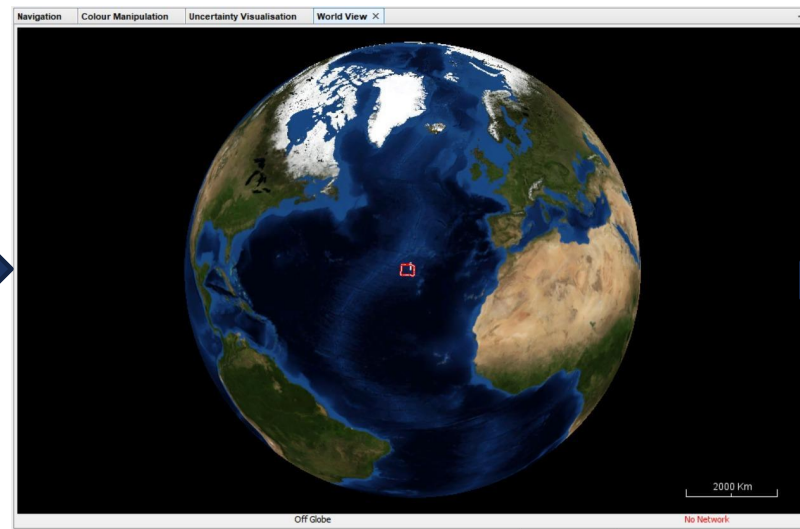 Navigation Colour Manipulation Uncertainty Visualisation World View ×
2000 Km
Off Globe No Network